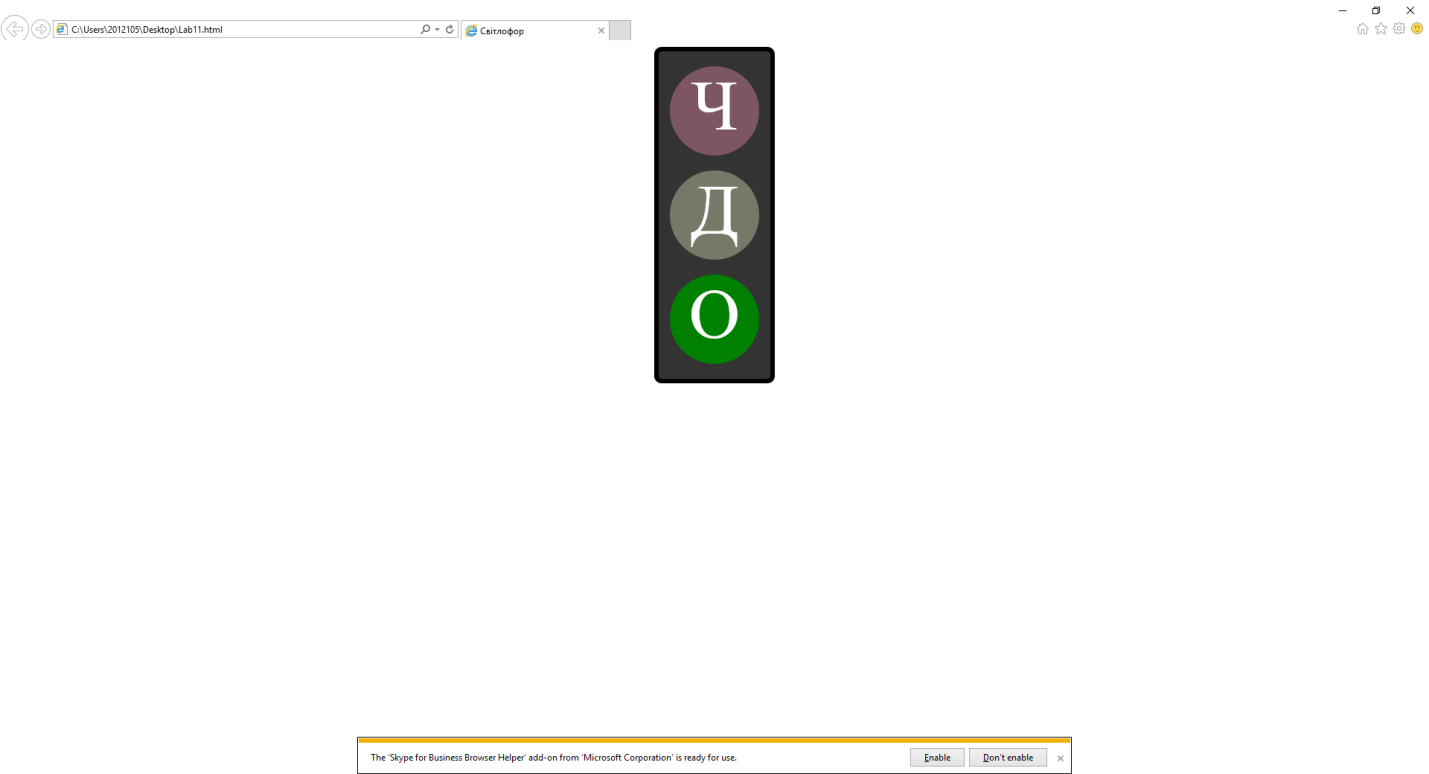 C:\Users\2012105\Desktop\Lab11.html
Світлофор
Ч
Д
О
The 'Skype for Business Browser Helper' add-on from 'Microsoft Corporation' is ready for use.
Enable
Don't enable